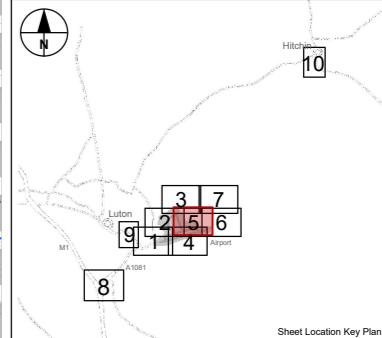 N
Hitchin
10
3 7
Luton
2 5 6
9
1 4
Airport
M1
A1081
8
Sheet Location Key Plan